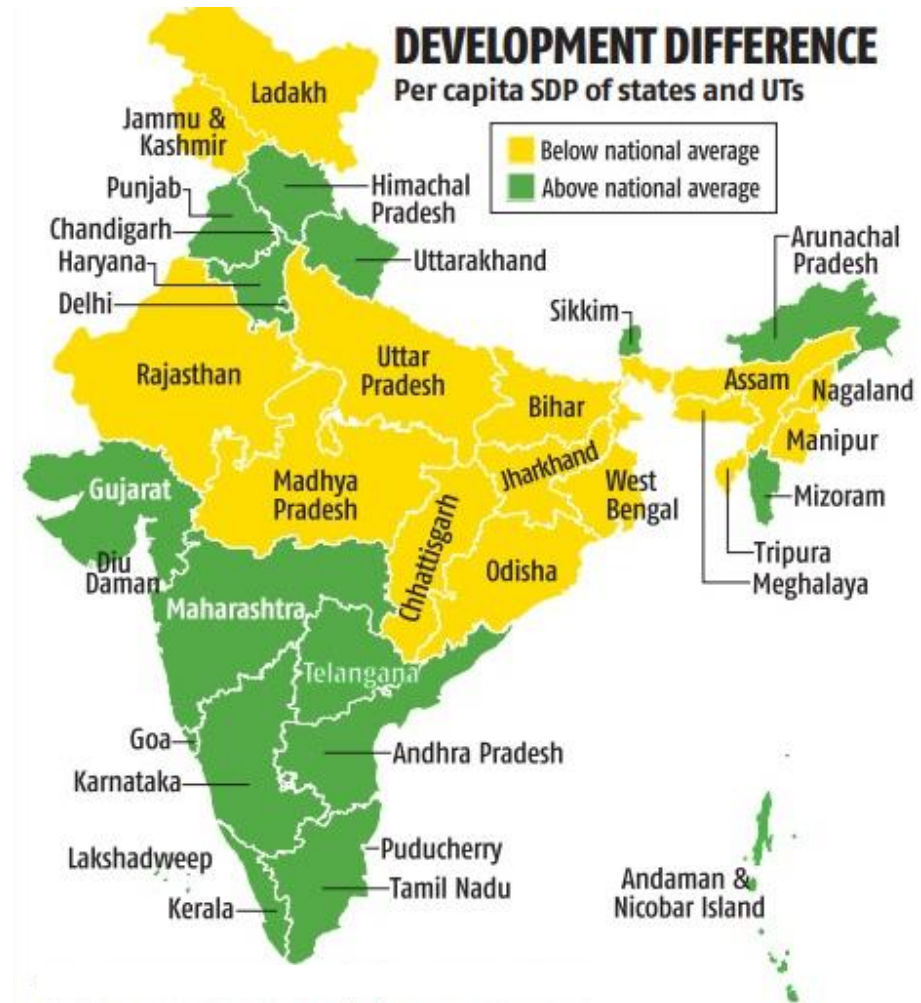 DEVELOPMENT DIFFERENCE
Per capita SDP of states and UTs
Below national average
Above national average
Ladakh
Jammu &
Kashmir
Punjab
Himachal
Pradesh
Chandigarh
Haryana
Uttarakhand
Delhi
Arunachal
Pradesh
Sikkim
Rajasthan
Uttar
Pradesh
Bihar
Assam
Nagaland
Manipur
Jharkhand
West
Bengal
Gujarat
Madhya
Pradesh
Mizoram
Chhattisgarh
Odisha
Tripura
Meghalaya
Diu
Daman
Maharashtra
Telangana
Goa
Andhra Pradesh
Karnataka
Lakshadweep
Puducherry
Tamil Nadu
Kerala
Andaman &
Nicobar Island